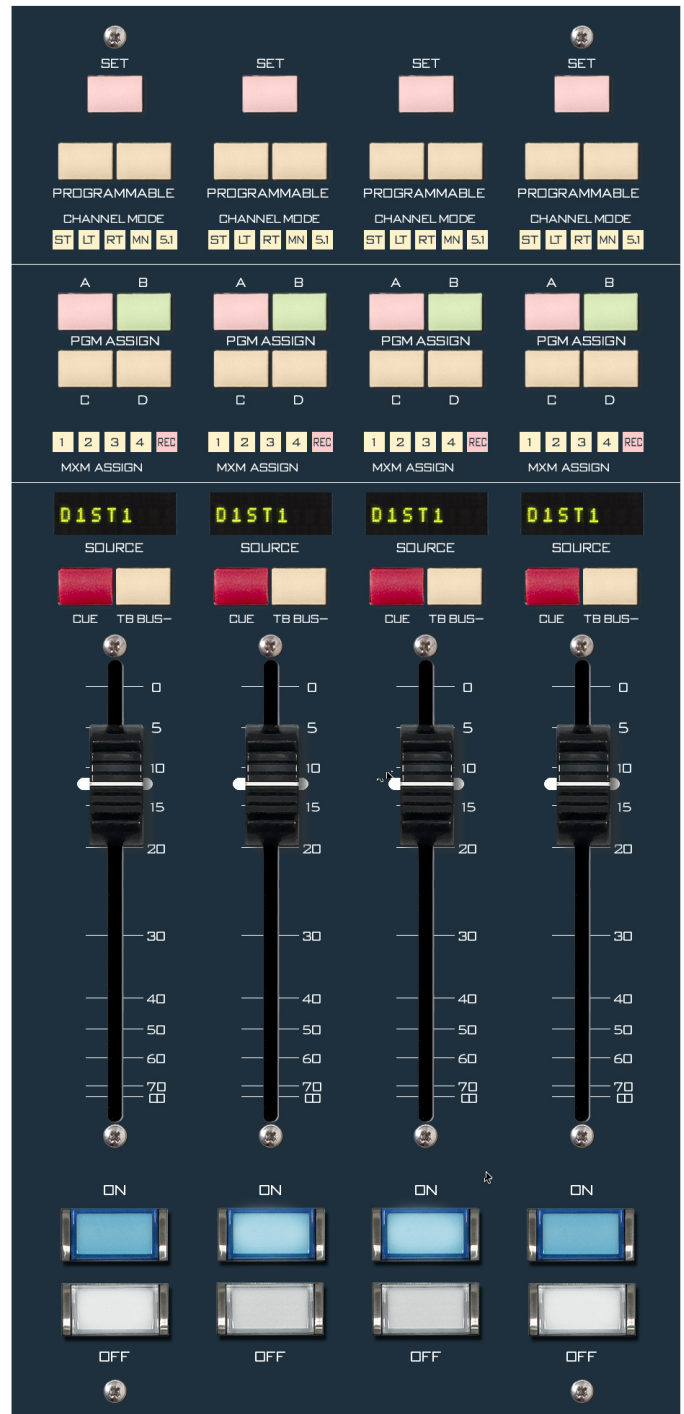 SET SET SET SET
PROGRAMMABLE PROGRAMMABLE PROGRAMMABLE PROGRAMMABLE
CHANNEL MODE CHANNEL MODE CHANNEL MODE CHANNEL MODE
ST LT RT MN 5.1 ST LT RT MN 5.1 ST LT RT MN 5.1 ST LT RT MN 5.1
A B A B A B A B
PGM ASSIGN PGM ASSIGN PGM ASSIGN PGM ASSIGN
C D C D C D C D
1 2 3 4 REC 1 2 3 4 REC 1 2 3 4 REC 1 2 3 4 REC
MXM ASSIGN MXM ASSIGN MXM ASSIGN MXM ASSIGN
D1ST1 D1ST1 D1ST1 D1ST1
SOURCE SOURCE SOURCE SOURCE
CUE TB BUS- CUE TB BUS- CUE TB BUS- CUE TB BUS-
0 0 0 0
5 5 5 5
10 10 10 10
15 15 15 15
20 20 20 20
30 30 30 30
40 40 40 40
50 50 50 50
60 60 60 60
70 70 70 70
∞ ∞ ∞ ∞
ON ON ON ON
OFF OFF OFF OFF